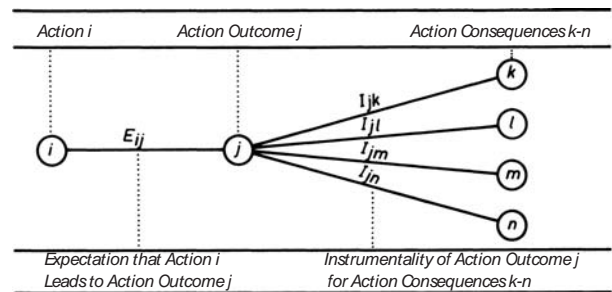 Action i Action Outcome j Action Consequences k-n
k
Ijk
Eij Ijl l
i j Ijm m
Ijn
n
Expectation that Action i Instrumentality of Action Outcome j
Leads to Action Outcome j for Action Consequences k-n